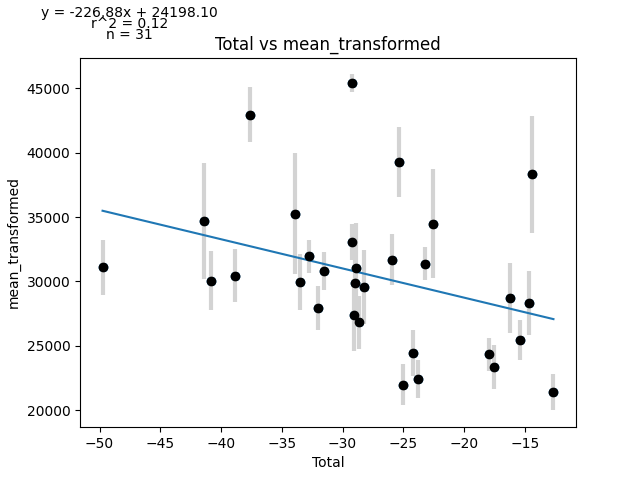 y = -226.88x + 24198.10
r^2 = 0.12
n = 31
Total vs mean_transformed
45000
40000
35000
30000
25000
20000
mean_transformed
−50
−45
−40
−35
−30
−25
−20
−15
Total